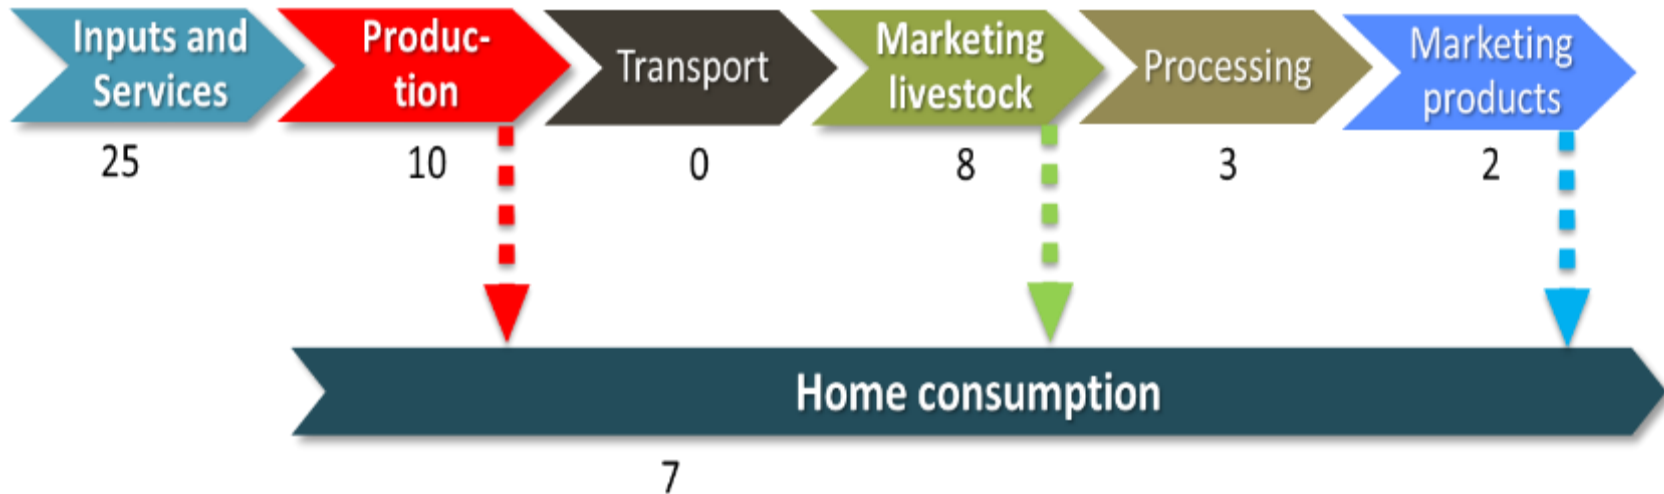 Inputs and
Services
Produc-
tion
Transport
Marketing
livestock
Processing
Marketing
products
25
10
0
8
3
2
Home consumption
7